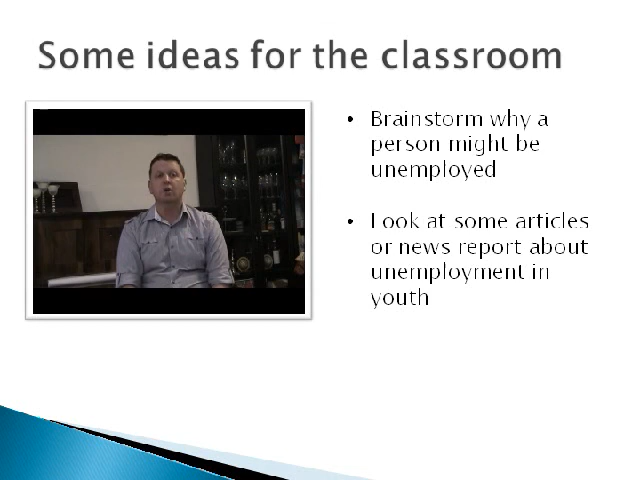 Some ideas for the classroom
• Brainstorm why a
person might be
unemployed
• Look at some articles
or news report about
unemployment in
youth